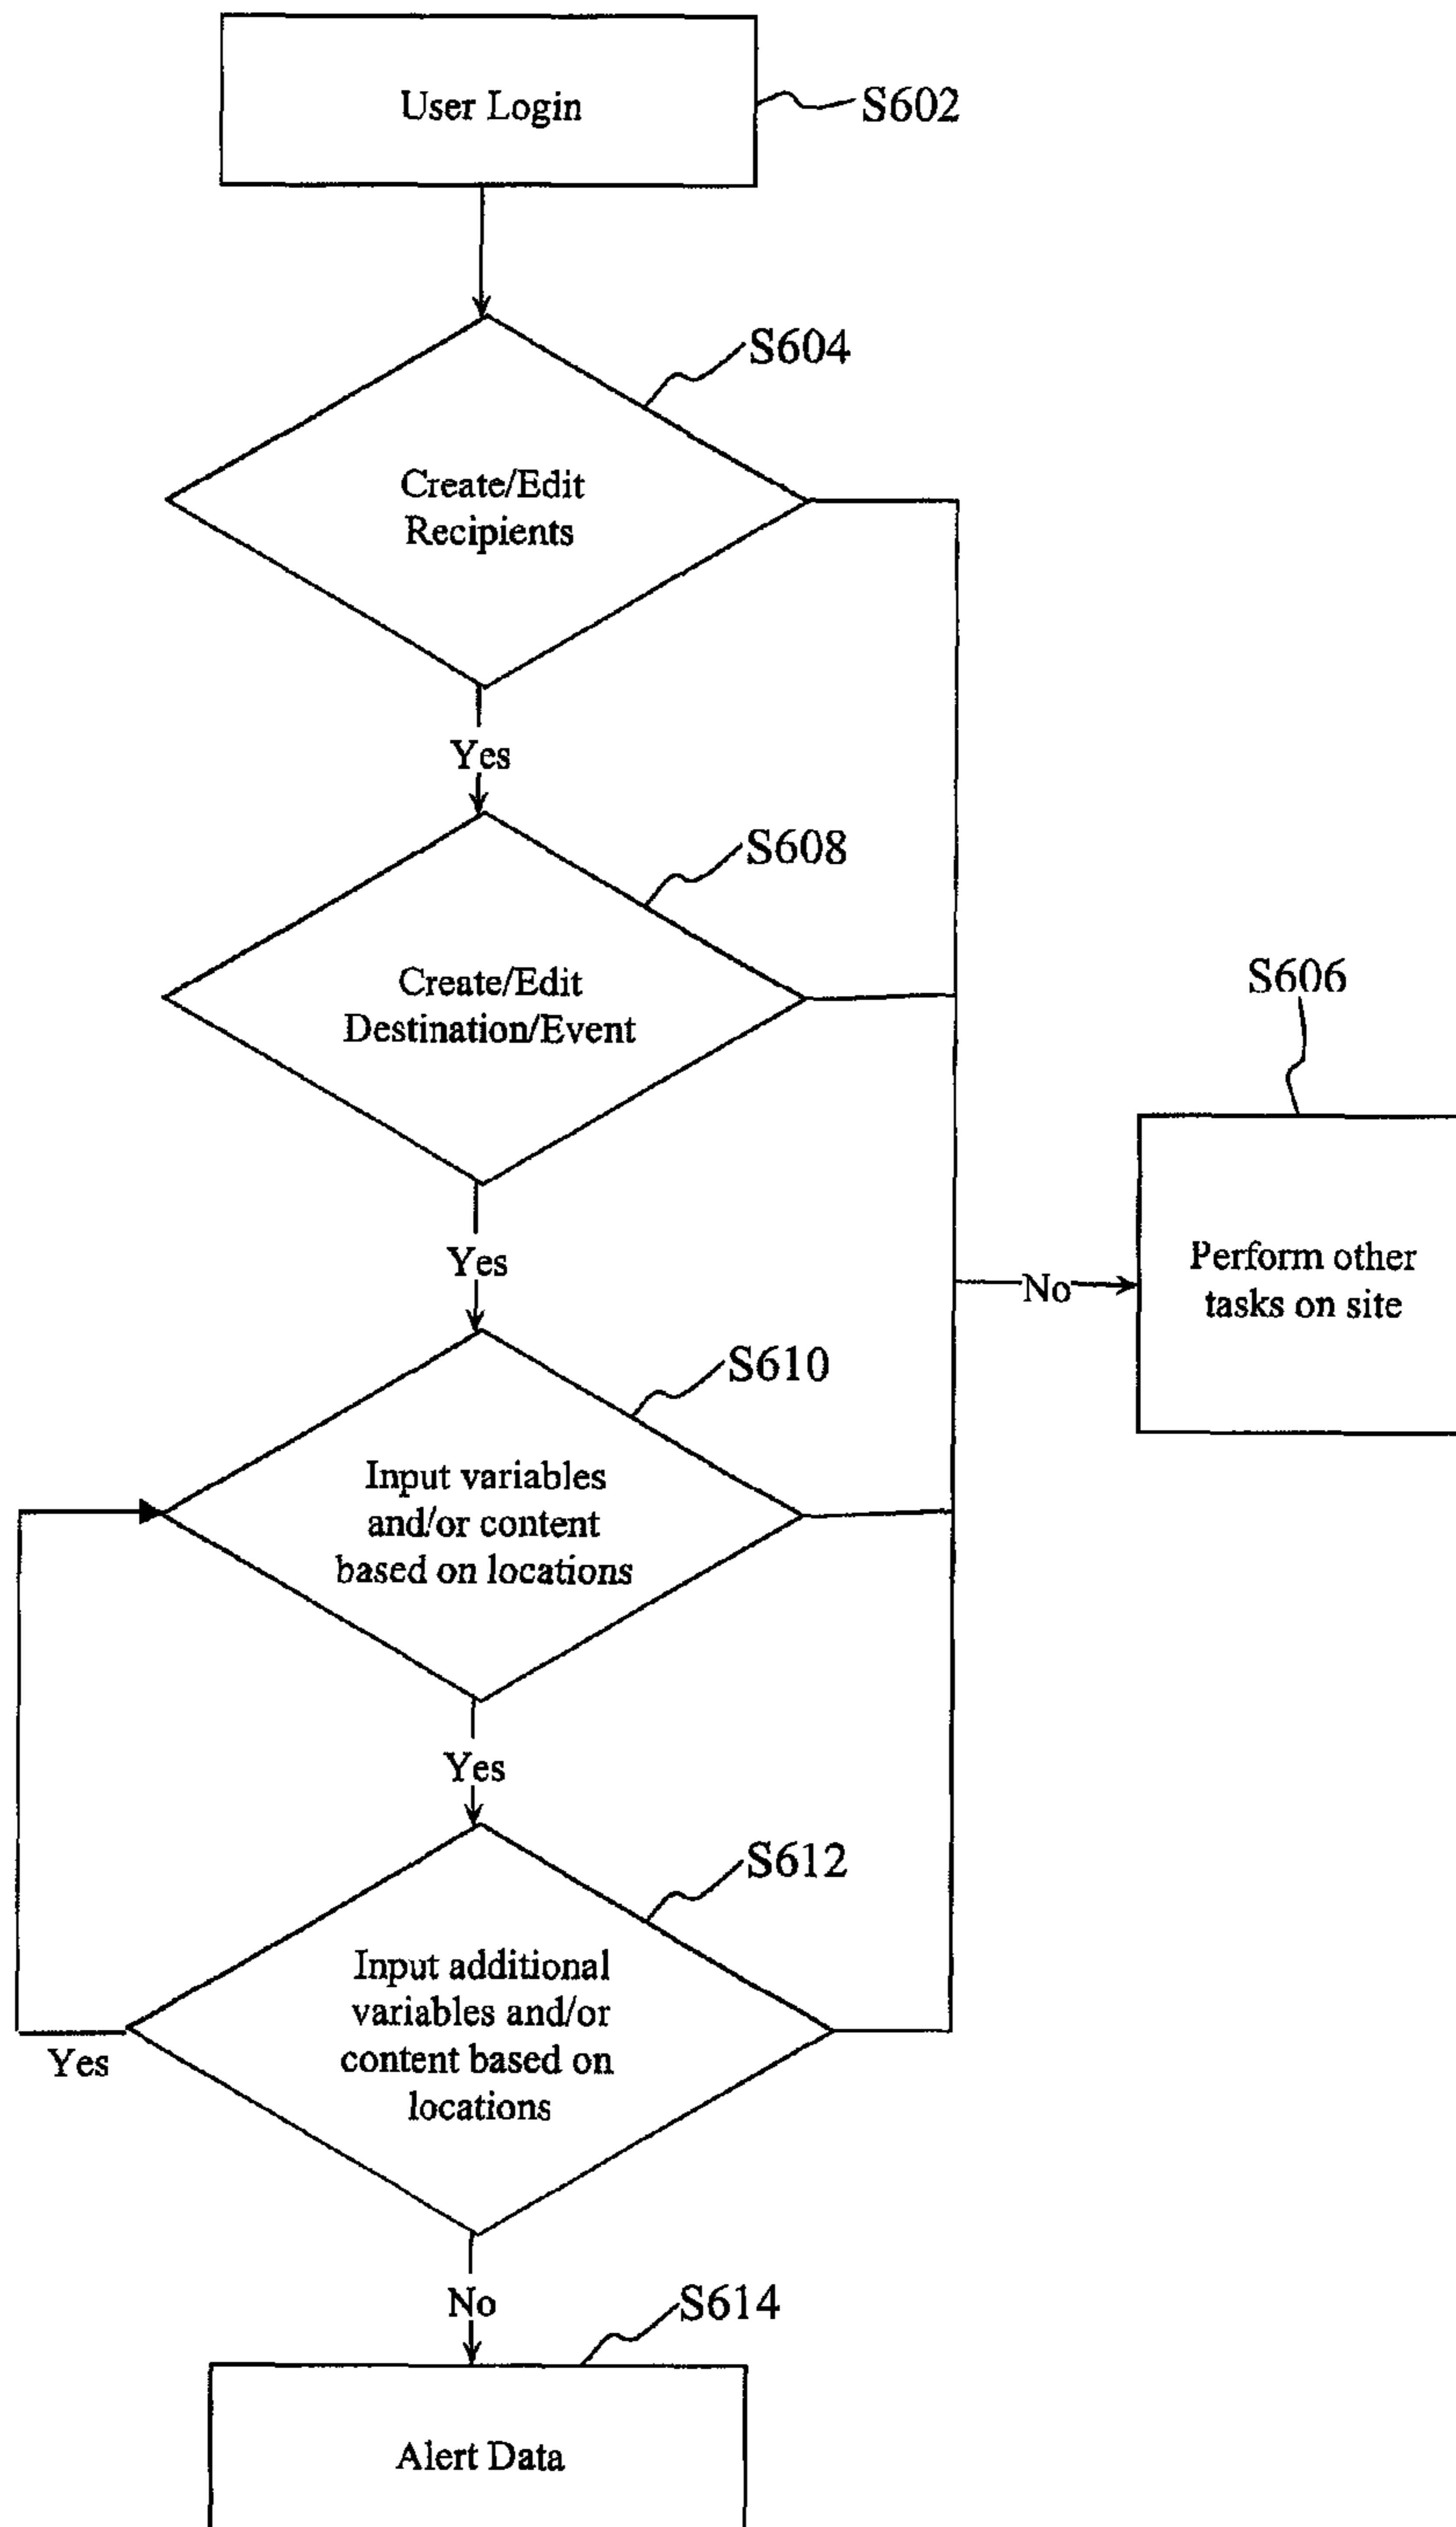 User Login
S602
S604
Create/Edit
Recipients
Yes
S608
Create/Edit
Destination/Event
S606
Perform other
tasks on site
No
Yes
S610
Input variables
and/or content
based on locations
Yes
S612
Input additional
variables and/or
content based on
locations
Yes
No
S614
Alert Data